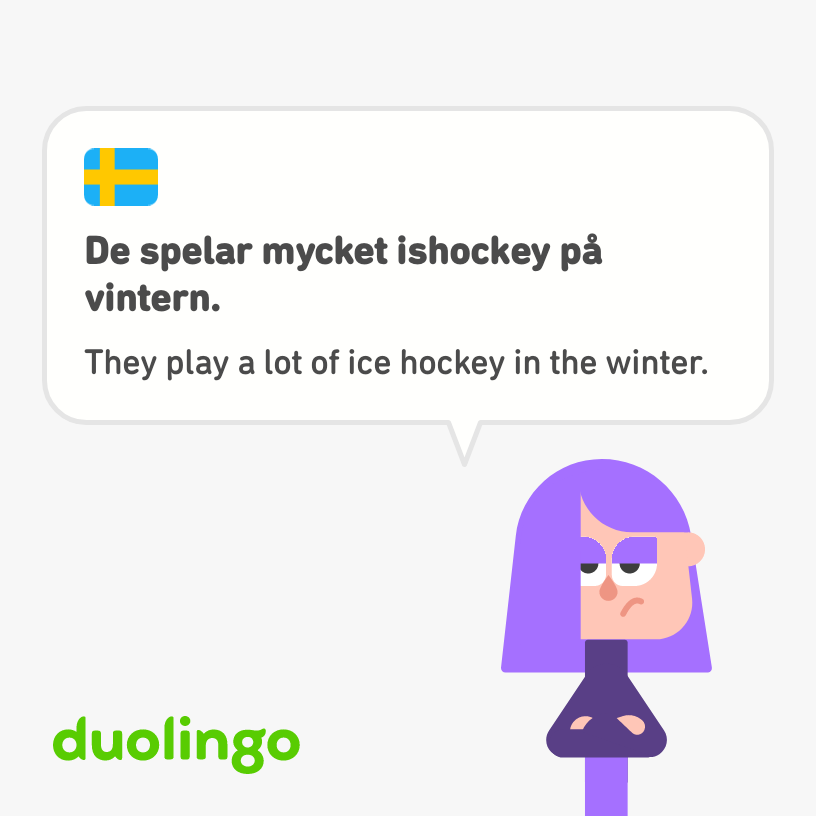 De spelar mycket ishockey på
vintern.
They play a lot of ice hockey in the winter.
duolingo